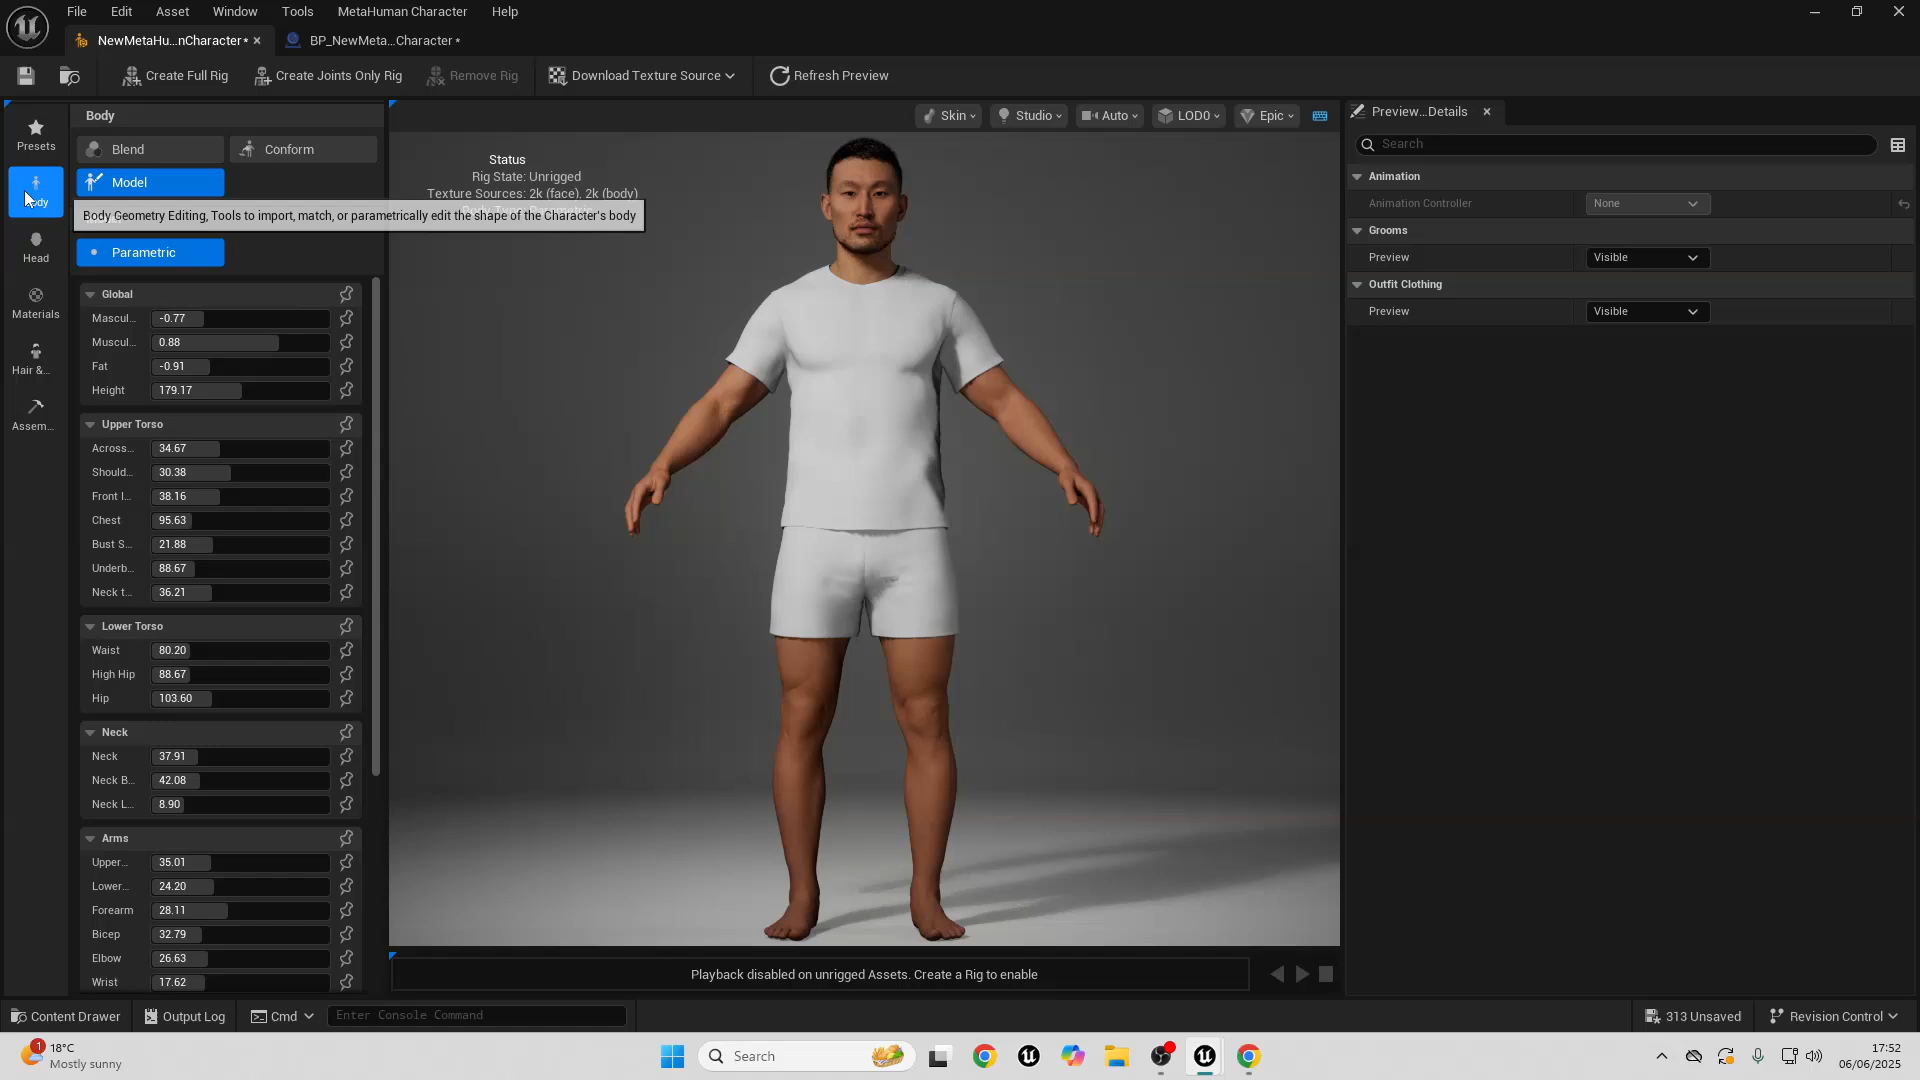 File Edit Asset Window Tools MetaHuman Character Help
NewMetaHu...nCharacter* BP_NewMeta...Character *
Create Full Rig Create Joints Only Rig Remove Rig Download Texture Source Refresh Preview
Presets
Body
Head
Materials
Hair &...
Assem...
Body
Blend Conform
Model
Body Geometry Editing, Tools to import, match, or parametrically edit the shape of the Character's body
Parametric
Global
Mascul... -0.77
Muscul... 0.88
Fat -0.91
Height 179.17
Upper Torso
Across... 34.67
Should... 30.38
Front l... 38.16
Chest 95.63
Bust S... 21.88
Underb... 88.67
Neck t... 36.21
Lower Torso
Waist 80.20
High Hip 88.67
Hip 103.60
Neck
Neck 37.91
Neck B... 42.08
Neck L... 8.90
Arms
Upper... 35.01
Lower... 24.20
Forearm 28.11
Bicep 32.79
Elbow 26.63
Wrist 17.62
Skin Studio Auto LOD0 Epic
Status
Rig State: Unrigged
Texture Sources: 2k (face), 2k (body)
Playback disabled on unrigged Assets. Create a Rig to enable
Preview...Details
Search
Animation
Animation Controller None
Grooms
Preview Visible
Outfit Clothing
Preview Visible
Content Drawer Output Log Cmd Enter Console Command 313 Unsaved Revision Control
1 18°C
Mostly sunny
Search
17:52
06/06/2025